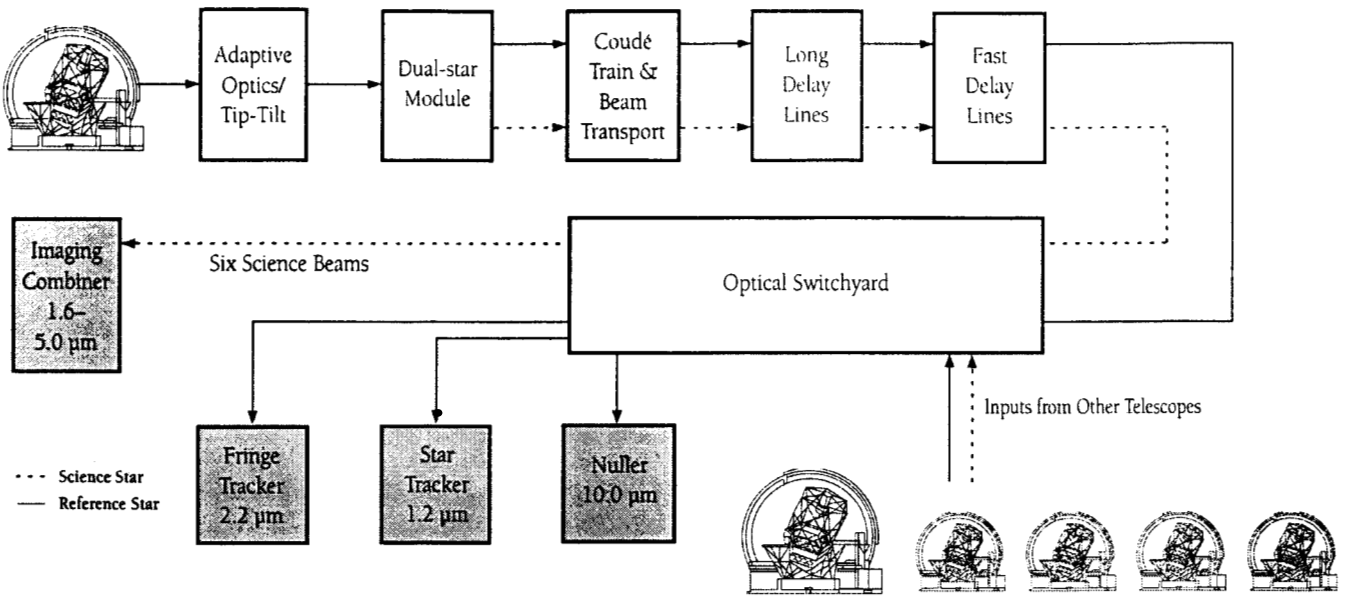 Adaptive
Optics/
Tip-Tilt
Dual-star
Module
Coudé
Train &
Beam
Transport
Long
Delay
Lines
Fast
Delay
Lines
Imaging
Combiner
1.6–
5.0 µm
Six Science Beams
Optical Switchyard
Inputs from Other Telescopes
Fringe
Tracker
2.2 µm
Star
Tracker
1.2 µm
Nuller
10.0 µm
Science Star
Reference Star